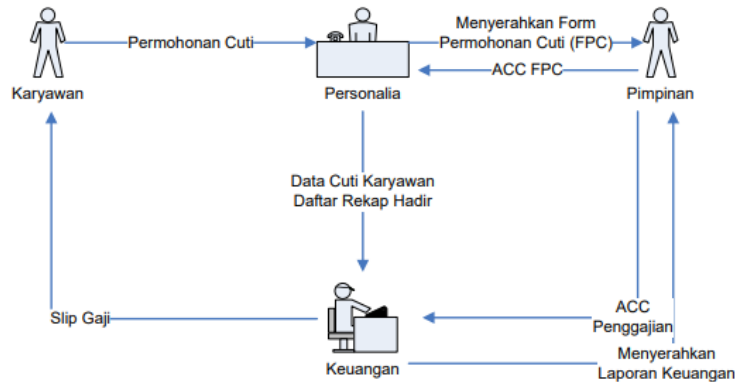 Permohonan Cuti
Menyerahkan Form
Permohonan Cuti (FPC)
ACC FPC
Karyawan
Personalia
Pimpinan
Data Cuti Karyawan
Daftar Rekap Hadir
Slip Gaji
ACC
Penggajian
Keuangan
Menyerahkan
Laporan Keuangan